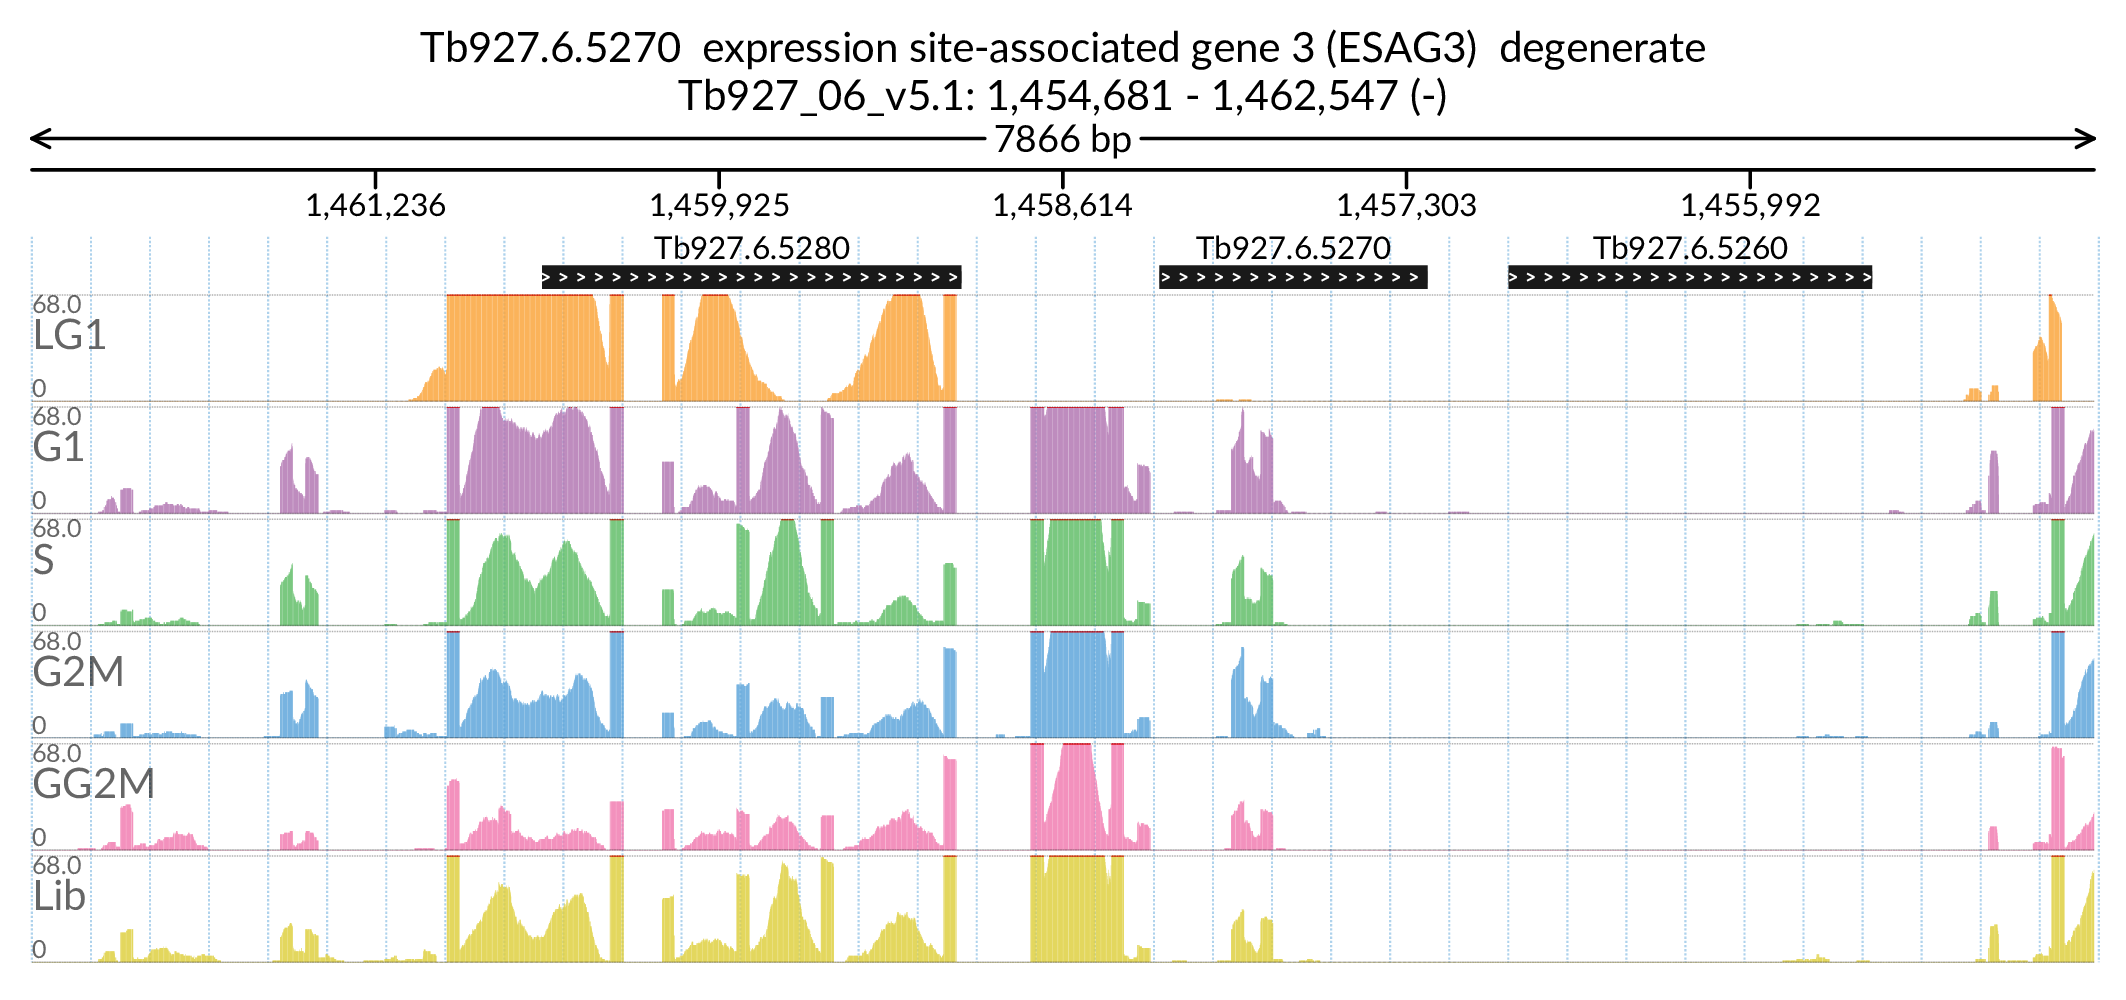 Tb927.6.5270 expression site-associated gene 3 (ESAG3) degenerate
Tb927_06_v5.1: 1,454,681 - 1,462,547 (-)
7866 bp
1,461,236 1,459,925 1,458,614 1,457,303 1,455,992
Tb927.6.5280 Tb927.6.5270 Tb927.6.5260
68.0
LG1
0
68.0
G1
0
68.0
S
0
68.0
G2M
0
68.0
GG2M
0
68.0
Lib
0